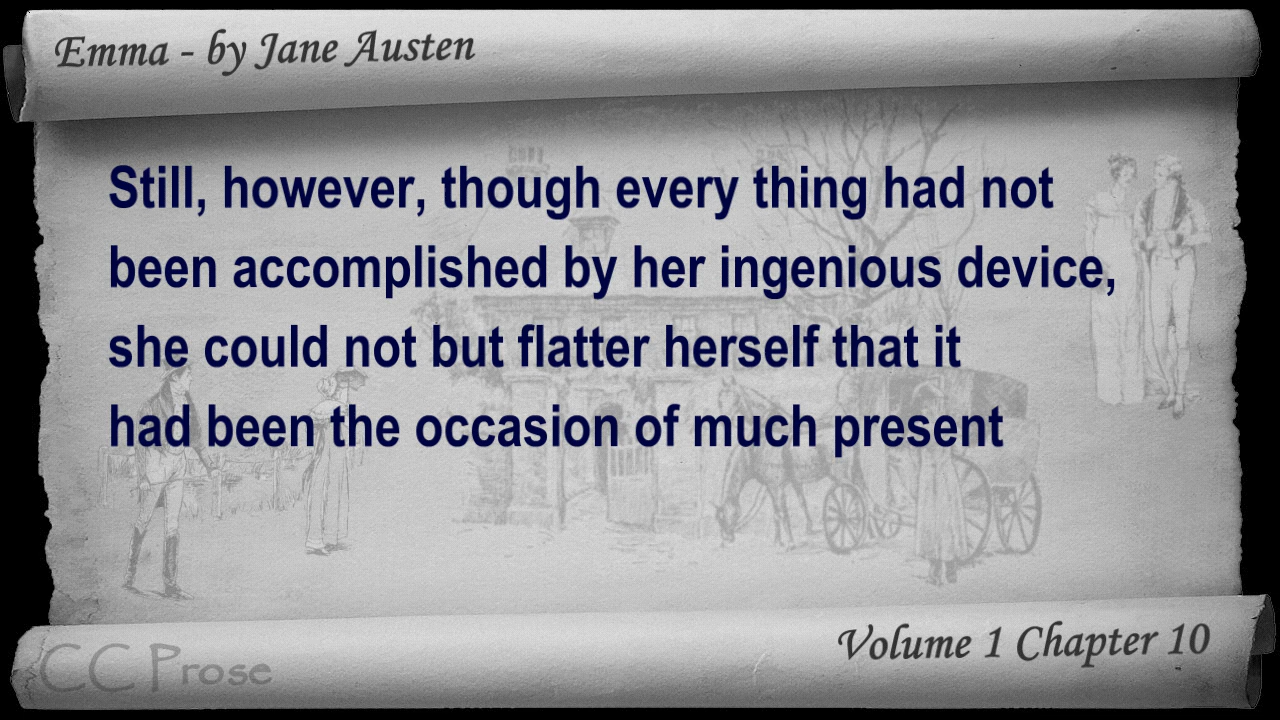 Emma - by Jane Austen
Still, however, though every thing had not
been accomplished by her ingenious device,
she could not but flatter herself that it
had been the occasion of much present
Volume 1 Chapter 10
CC Prose